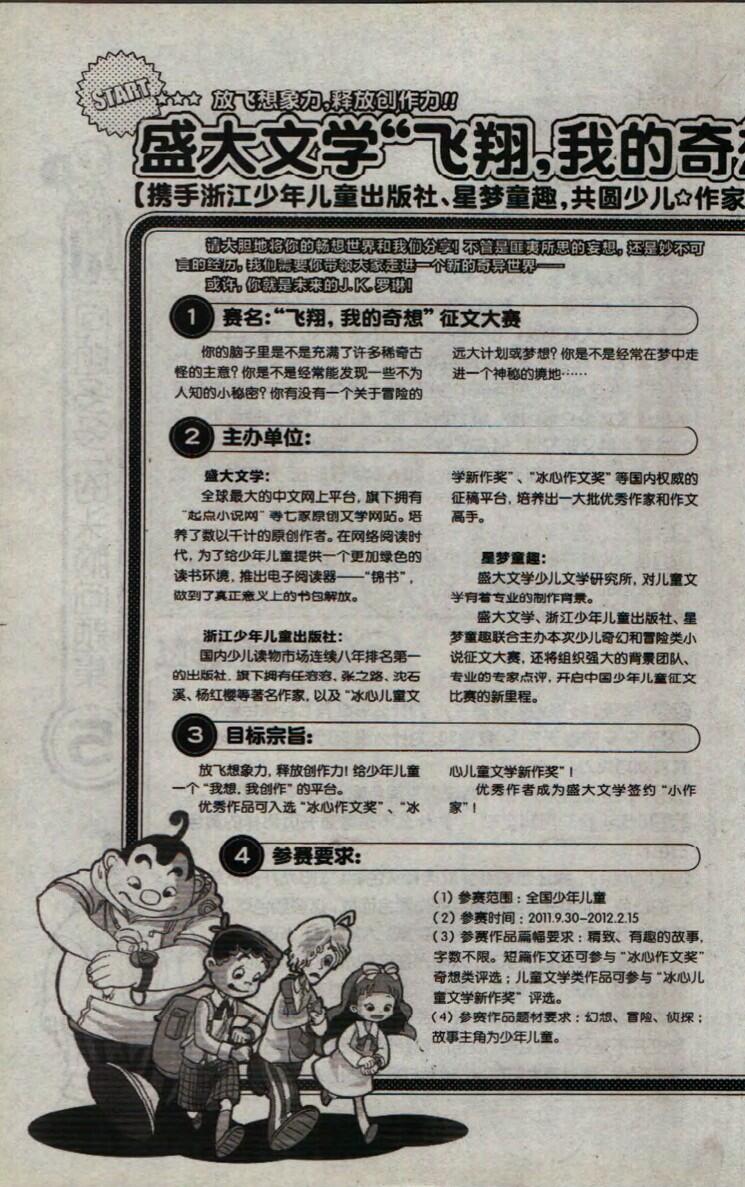 START
放飞想象力,释放创作力!!
盛大文学“飞翔,我的奇想
【携手浙江少年儿童出版社、星梦童趣,共圆少儿☆作家
请大胆地将你的畅想世界和我们分享!不管是匪夷所思的妄想,还是妙不可
言的经历,我们需要你带领大家走进一个新的奇异世界——
或许,你就是未来的J.K.罗琳!
1 赛名:“飞翔,我的奇想”征文大赛
你的脑子里是不是充满了许多稀奇古
怪的主意?你是不是经常能发现一些不为
人知的小秘密?你有没有一个关于冒险的
远大计划或梦想?你是不是经常在梦中走
进一个神秘的境地……
2 主办单位:
盛大文学:
全球最大的中文网上平台,旗下拥有
“起点小说网”等七家原创文学网站。培
养了数以千计的原创作者。在网络阅读时
代,为了给少年儿童提供一个更加绿色的
读书环境,推出电子阅读器——“锦书”,
做到了真正意义上的书包解放。
浙江少年儿童出版社:
国内少儿读物市场连续八年排名第一
的出版社,旗下拥有任溶溶、张之路、沈石
溪、杨红樱等著名作家,以及“冰心儿童文
学新作奖”、“冰心作文奖”等国内权威的
征稿平台,培养出一大批优秀作家和作文
高手。
星梦童趣:
盛大文学少儿文学研究所,对儿童文
学有着专业的制作背景。
盛大文学、浙江少年儿童出版社、星
梦童趣联合主办本次少儿奇幻和冒险类小
说征文大赛,还将组织强大的背景团队、
专业的专家点评,开启中国少年儿童征文
比赛的新里程。
3 目标宗旨:
放飞想象力,释放创作力!给少年儿童
一个“我想,我创作”的平台。
优秀作品可入选“冰心作文奖”、“冰
心儿童文学新作奖”!
优秀作者成为盛大文学签约“小作
家”!
4 参赛要求:
(1)参赛范围:全国少年儿童
(2)参赛时间:2011.9.30-2012.2.15
(3)参赛作品篇幅要求:精致、有趣的故事,
字数不限。短篇作文还可参与“冰心作文奖”
奇想类评选;儿童文学类作品可参与“冰心儿
童文学新作奖”评选。
(4)参赛作品题材要求:幻想、冒险、侦探;
故事主角为少年儿童。